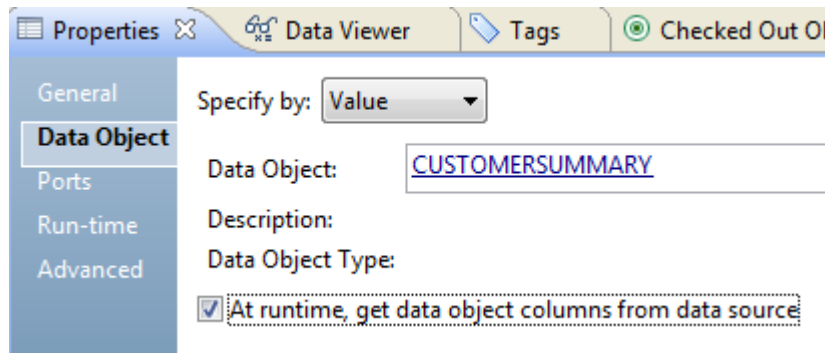 Properties Data Viewer Tags Checked Out Ol
General
Data Object
Ports
Run-time
Advanced
Specify by: Value
Data Object: CUSTOMERSUMMARY
Description:
Data Object Type:
At runtime, get data object columns from data source